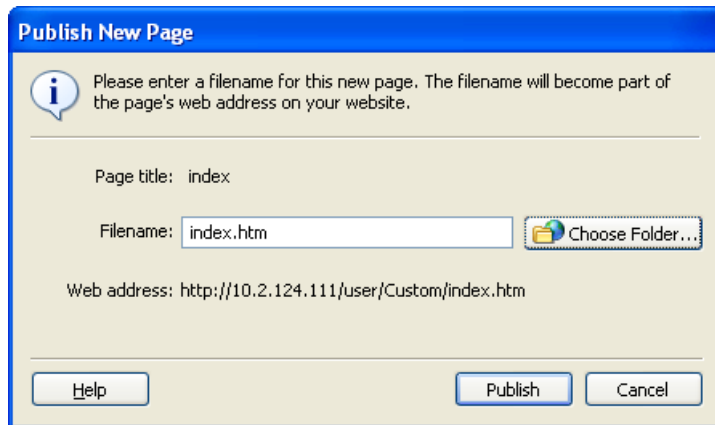 Publish New Page
Please enter a filename for this new page. The filename will become part of
the page's web address on your website.
Page title: index
Filename: index.htm Choose Folder...
Web address: http://10.2.124.111/user/Custom/index.htm
Help Publish Cancel